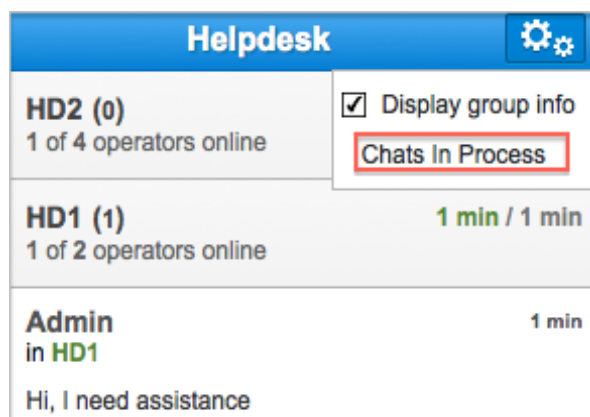 Helpdesk
HD2 (0)
1 of 4 operators online
Display group info
Chats In Process
HD1 (1)
1 min / 1 min
1 of 2 operators online
Admin
1 min
in HD1
Hi, I need assistance